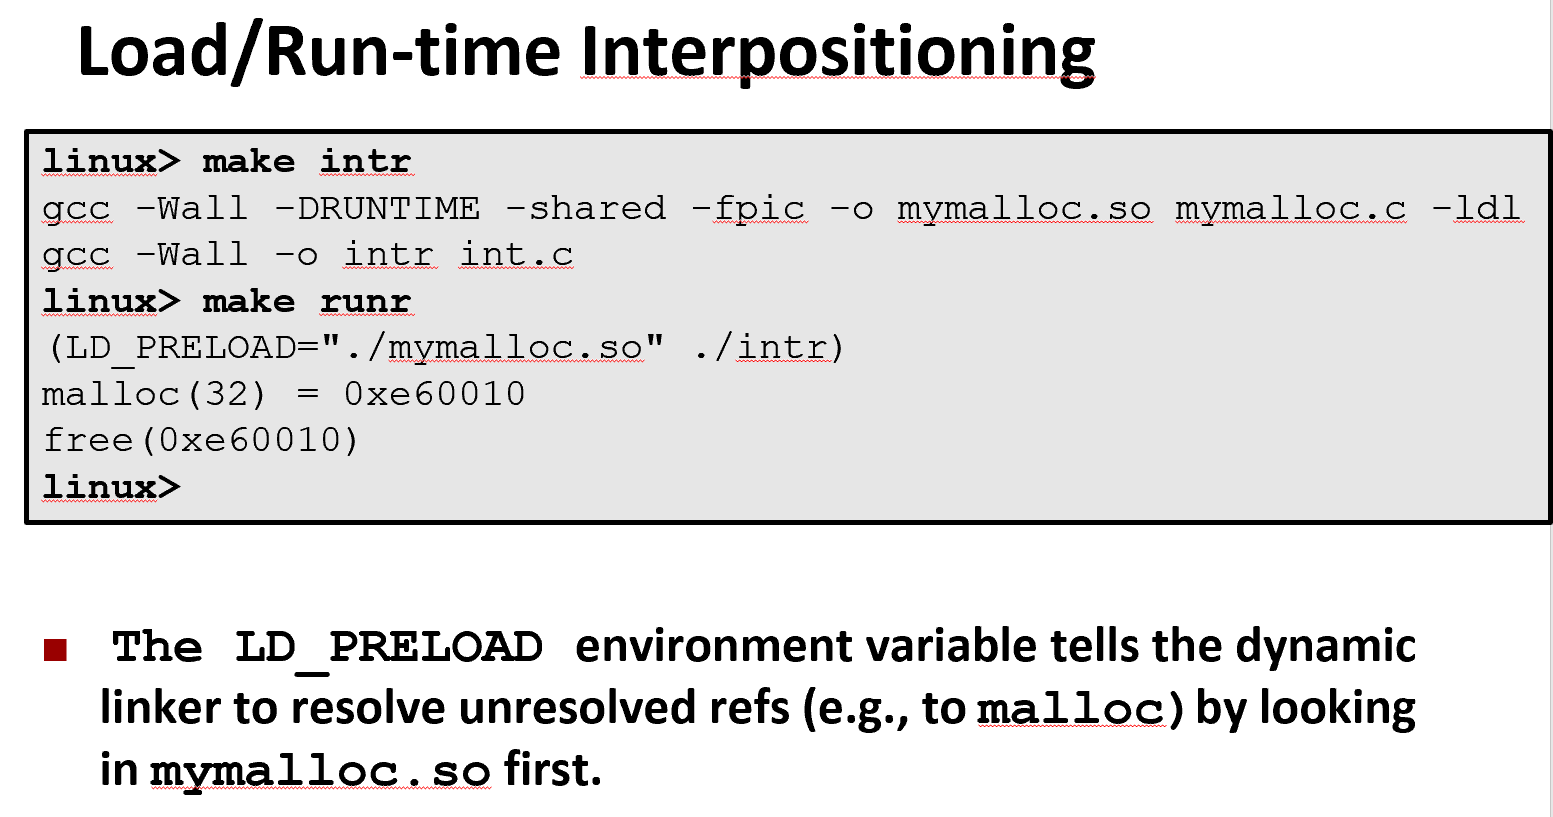 Load/Run-time Interpositioning
linux> make intr
gcc -Wall -DRUNTIME -shared -fpic -o mymalloc.so mymalloc.c -ldl
gcc -Wall -o intr int.c
linux> make runr
(LD_PRELOAD="./mymalloc.so" ./intr)
malloc(32) = 0xe60010
free(0xe60010)
linux>
The LD_PRELOAD environment variable tells the dynamic
linker to resolve unresolved refs (e.g., to malloc) by looking
in mymalloc.so first.